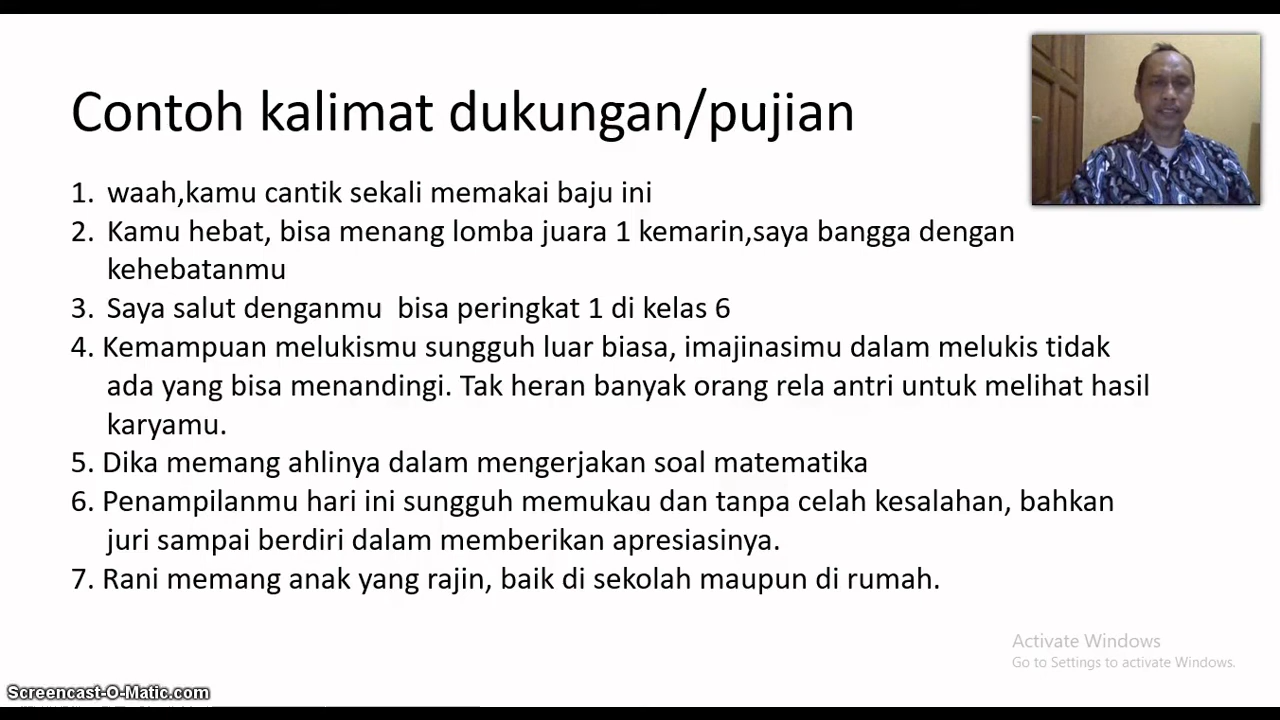 Contoh kalimat dukungan/pujian
1. waah,kamu cantik sekali memakai baju ini
2. Kamu hebat, bisa menang lomba juara 1 kemarin,saya bangga dengan
kehebatanmu
3. Saya salut denganmu  bisa peringkat 1 di kelas 6
4. Kemampuan melukismu sungguh luar biasa, imajinasimu dalam melukis tidak
ada yang bisa menandingi. Tak heran banyak orang rela antri untuk melihat hasil
karyamu.
5. Dika memang ahlinya dalam mengerjakan soal matematika
6. Penampilanmu hari ini sungguh memukau dan tanpa celah kesalahan, bahkan
juri sampai berdiri dalam memberikan apresiasinya.
7. Rani memang anak yang rajin, baik di sekolah maupun di rumah.
Activate Windows
Go to Settings to activate Windows.
Screencast-O-Matic.com